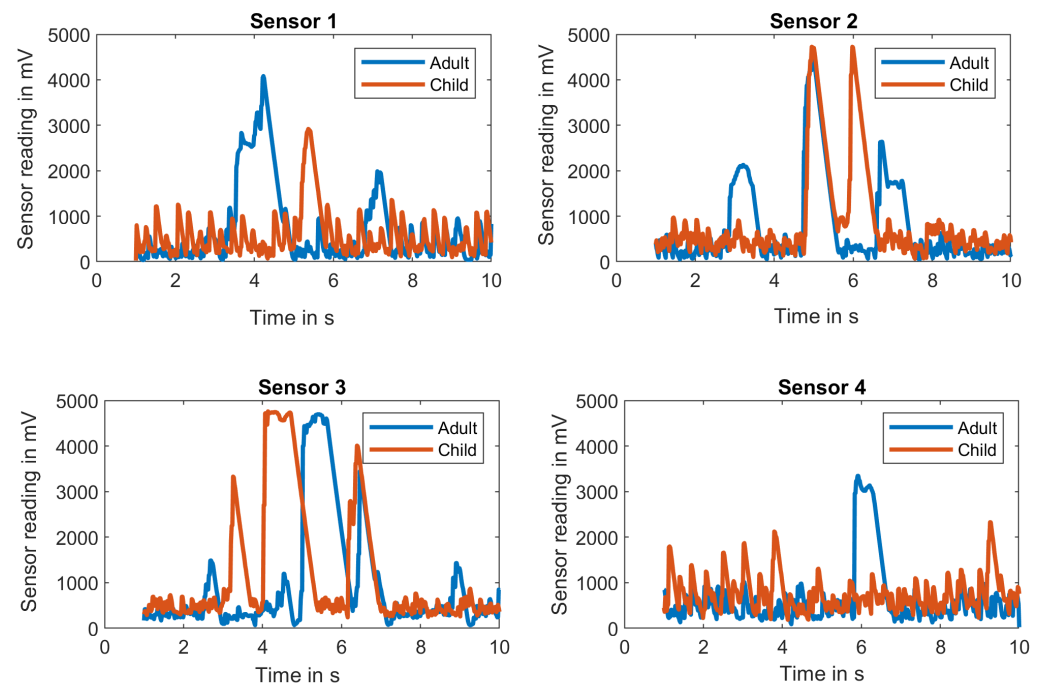 Sensor 1
Sensor reading in mV
5000
4000
3000
2000
1000
0
Adult
Child
0 2 4 6 8 10
Time in s
Sensor 2
Sensor reading in mV
5000
4000
3000
2000
1000
0
Adult
Child
0 2 4 6 8 10
Time in s
Sensor 3
Sensor reading in mV
5000
4000
3000
2000
1000
0
Adult
Child
0 2 4 6 8 10
Time in s
Sensor 4
Sensor reading in mV
5000
4000
3000
2000
1000
0
Adult
Child
0 2 4 6 8 10
Time in s